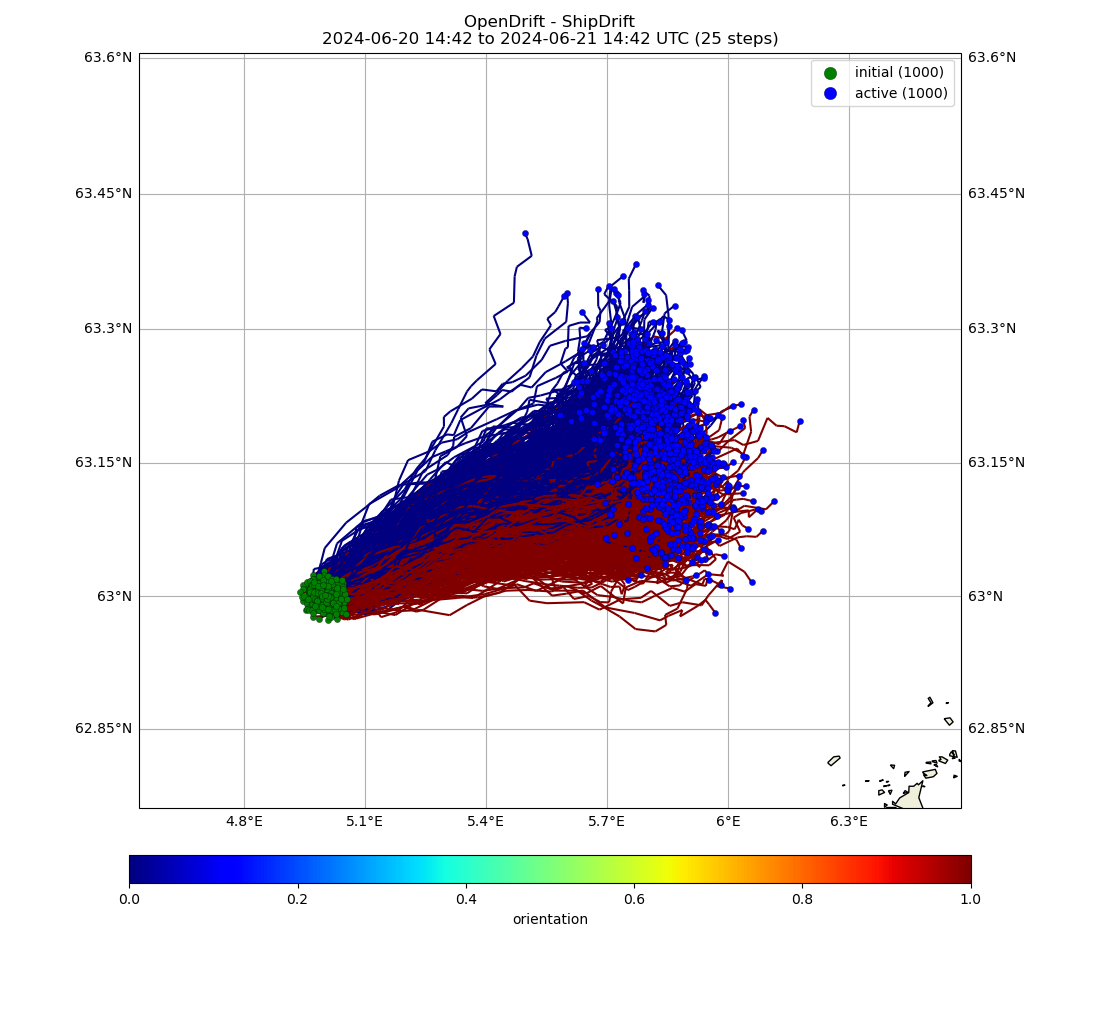 OpenDrift - ShipDrift
2024-06-20 14:42 to 2024-06-21 14:42 UTC (25 steps)
63.6°N
63.6°N
initial (1000)
active (1000)
63.45°N
63.45°N
63.3°N
63.3°N
63.15°N
63.15°N
63°N
63°N
62.85°N
62.85°N
4.8°E
5.1°E
5.4°E
5.7°E
6°E
6.3°E
0.0
0.2
0.4
0.6
0.8
1.0
orientation